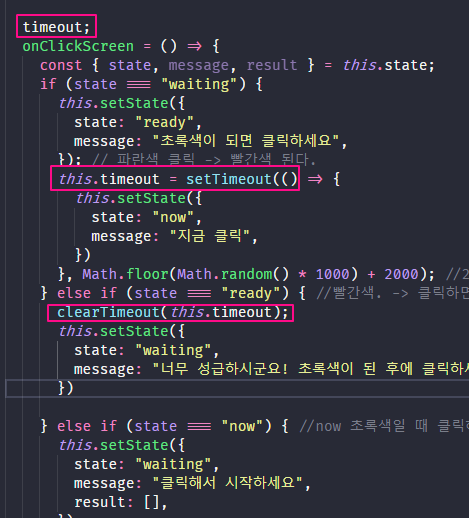 timeout;
onClickScreen = () => {
const { state, message, result } = this.state;
if (state === "waiting") {
this.setState({
state: "ready",
message: "초록색이 되면 클릭하세요",
}); // 파란색 클릭 -> 빨간색 된다.
this.timeout = setTimeout(() => {
this.setState({
state: "now",
message: "지금 클릭",
})
}, Math.floor(Math.random() * 1000) + 2000); //2
} else if (state === "ready") { //빨간색. -> 클릭하면
clearTimeout(this.timeout);
this.setState({
state: "waiting",
message: "너무 성급하시군요! 초록색이 된 후에 클릭하
})
} else if (state === "now") { //now 초록색일 때 클릭
this.setState({
state: "waiting",
message: "클릭해서 시작하세요",
result: [],
})